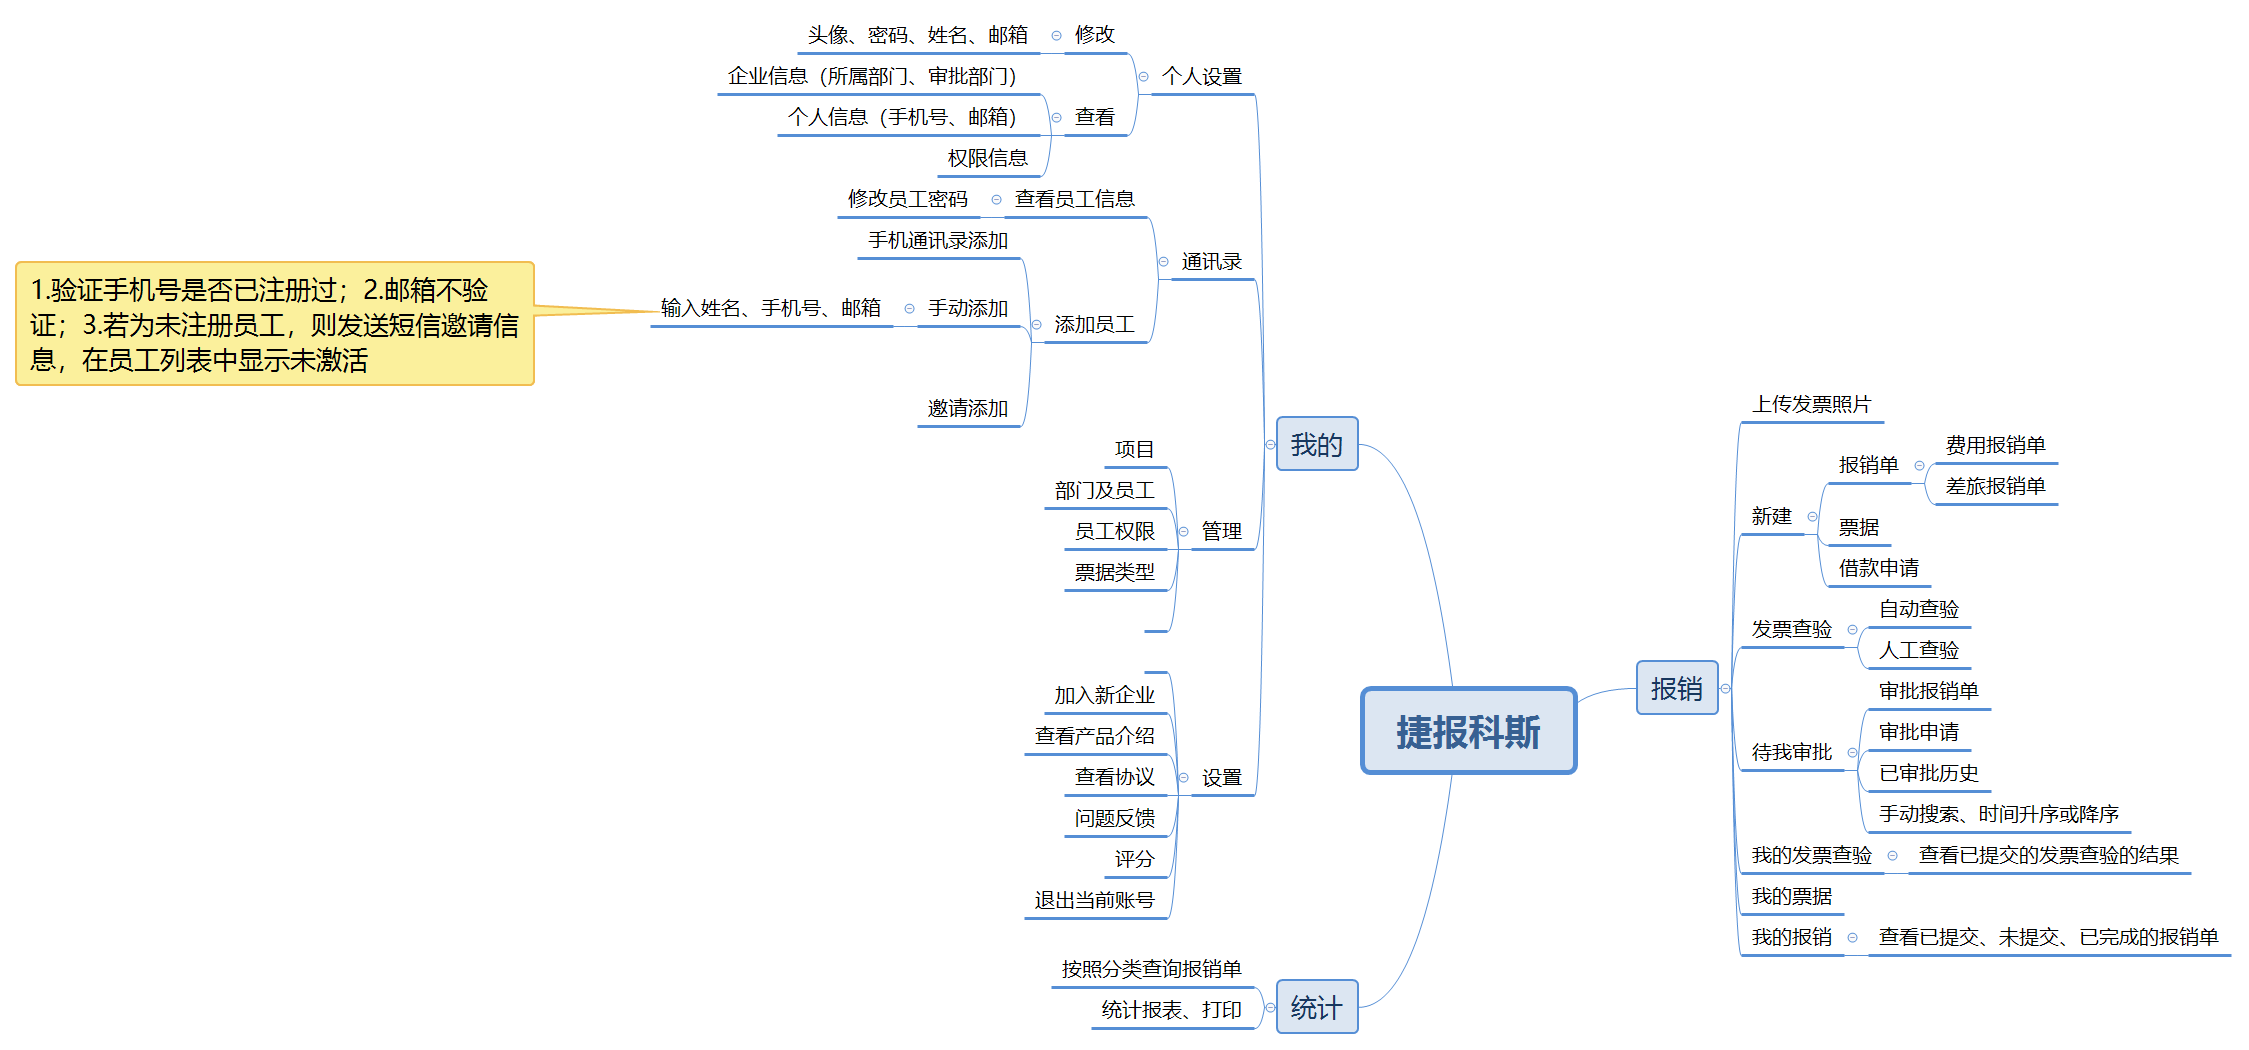 捷报科斯
我的
个人设置
修改
头像、密码、姓名、邮箱
查看
企业信息（所属部门、审批部门）
个人信息（手机号、邮箱）
权限信息
通讯录
查看员工信息
修改员工密码
添加员工
手机通讯录添加
手动添加
输入姓名、手机号、邮箱
1.验证手机号是否已注册过；2.邮箱不验
证；3.若为未注册员工，则发送短信邀请信
息，在员工列表中显示未激活
邀请添加
管理
项目
部门及员工
员工权限
票据类型
设置
加入新企业
查看产品介绍
查看协议
问题反馈
评分
退出当前账号
统计
按照分类查询报销单
统计报表、打印
报销
上传发票照片
新建
报销单
费用报销单
差旅报销单
票据
借款申请
发票查验
自动查验
人工查验
待我审批
审批报销单
审批申请
已审批历史
手动搜索、时间升序或降序
我的发票查验
查看已提交的发票查验的结果
我的票据
我的报销
查看已提交、未提交、已完成的报销单